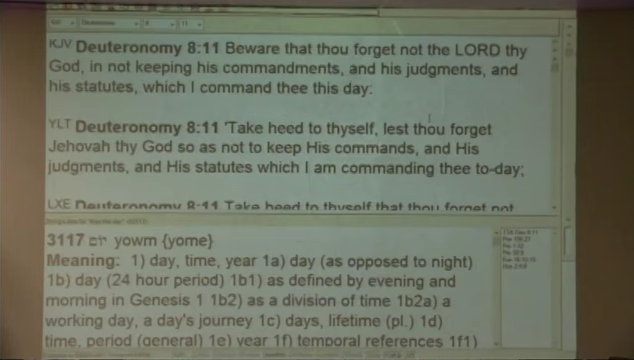 KJV Deuteronomy 8:11 Beware that thou forget not the LORD thy
God, in not keeping his commandments, and his judgments, and
his statutes, which I command thee this day:
YLT Deuteronomy 8:11 'Take heed to thyself, lest thou forget
Jehovah thy God so as not to keep His commands, and His
judgments, and His statutes which I am commanding thee to-day;
LXE Deuteronomy 8:11 Take heed to thyself that thou forget not
3117 יום yowm {yome}
Meaning: 1) day, time, year 1a) day (as opposed to night)
1b) day (24 hour period) 1b1) as defined by evening and
morning in Genesis 1 1b2) as a division of time 1b2a) a
working day, a day's journey 1c) days, lifetime (pl.) 1d)
time, period (general) 1e) year 1f) temporal references 1f1)